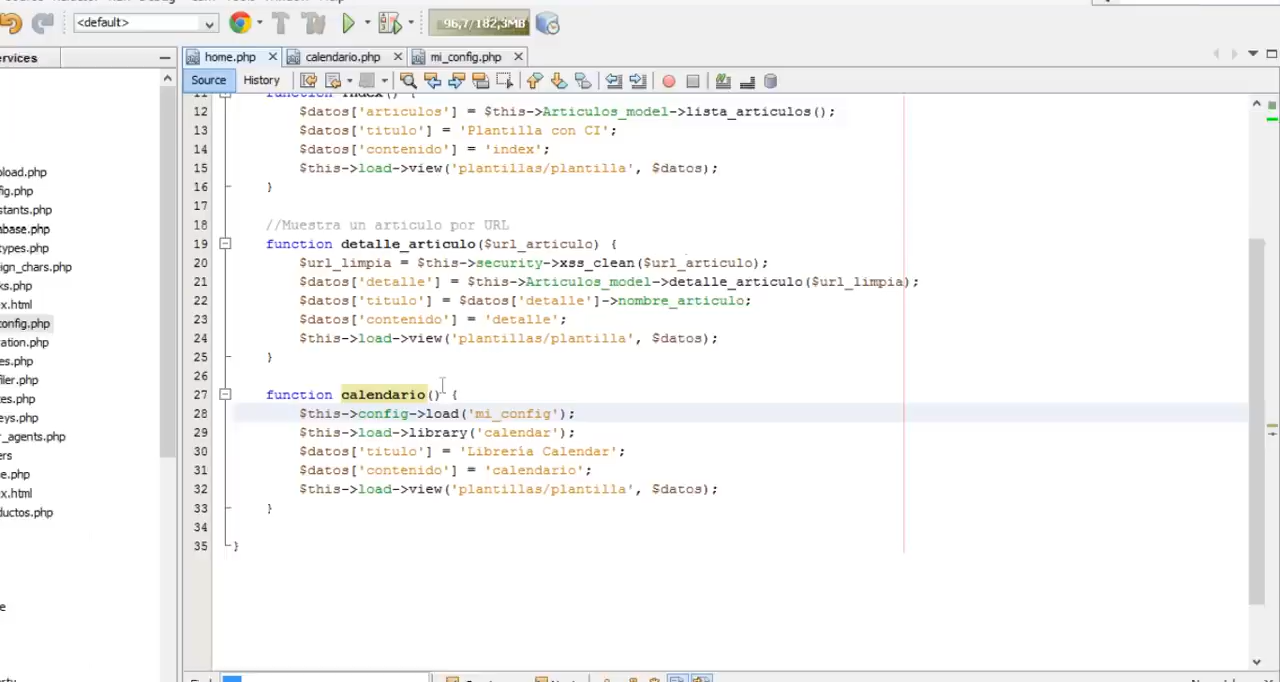 <default>
96,7/182,3MB
ervices
home.php
calendario.php
mi_config.php
Source
History
12 $datos['articulos'] = $this->Articulos_model->lista_articulos();
13 $datos['titulo'] = 'Plantilla con CI';
14 $datos['contenido'] = 'index';
15 $this->load->view('plantillas/plantilla', $datos);
16 }
17
18 //Muestra un articulo por URL
19 function detalle_articulo($url_articulo) {
20 $url_limpia = $this->security->xss_clean($url_articulo);
21 $datos['detalle'] = $this->Articulos_model->detalle_articulo($url_limpia);
22 $datos['titulo'] = $datos['detalle']->nombre_articulo;
23 $datos['contenido'] = 'detalle';
24 $this->load->view('plantillas/plantilla', $datos);
25 }
26
27 function calendario() {
28 $this->config->load('mi_config');
29 $this->load->library('calendar');
30 $datos['titulo'] = 'Librería Calendar';
31 $datos['contenido'] = 'calendario';
32 $this->load->view('plantillas/plantilla', $datos);
33 }
34
35 }
load.php
fig.php
stants.php
abase.php
types.php
ign_chars.php
ks.php
x.html
config.php
ration.php
es.php
filer.php
tes.php
eys.php
r_agents.php
ers
e.php
x.html
ductos.php